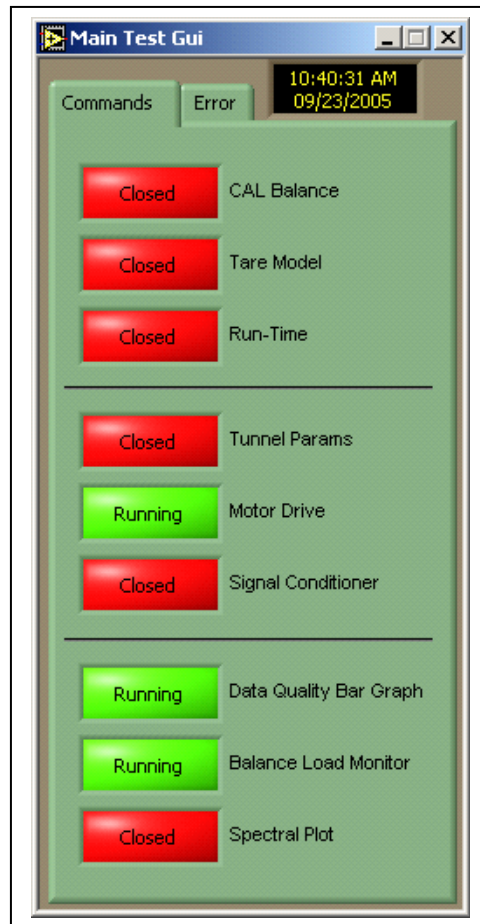 Main Test Gui
10:40:31 AM
09/23/2005
Commands Error
Closed CAL Balance
Closed Tare Model
Closed Run-Time
Closed Tunnel Params
Running Motor Drive
Closed Signal Conditioner
Running Data Quality Bar Graph
Running Balance Load Monitor
Closed Spectral Plot